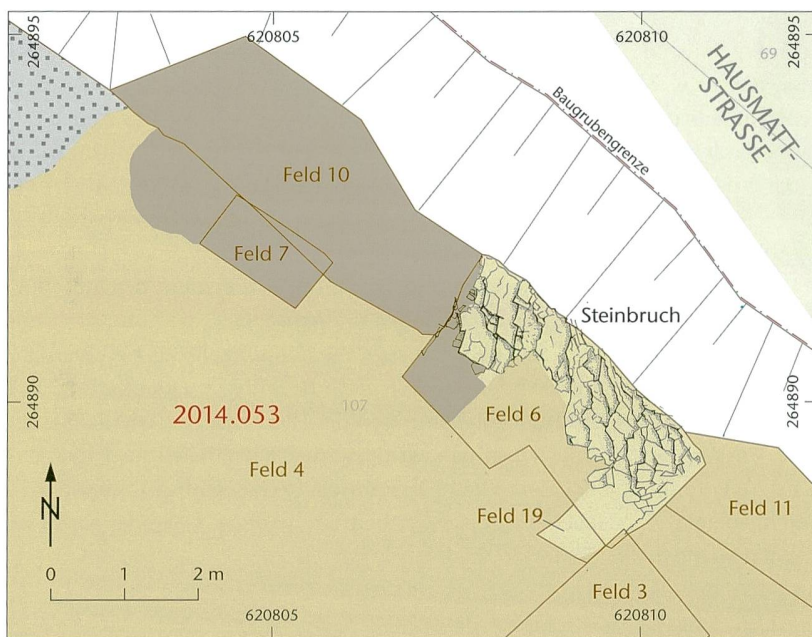 264895
620805
620810
264895
69
HAUSMATT-
STRASSE
Baugrubengrenze
Feld 10
Feld 7
Steinbruch
264890
2014.053
107
Feld 6
264890
Feld 4
Feld 19
Feld 11
N
0 1 2 m
Feld 3
620805
620810